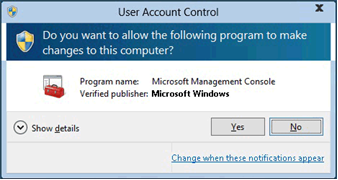 User Account Control
Do you want to allow the following program to make
changes to this computer?
Program name: Microsoft Management Console
Verified publisher: Microsoft Windows
Show details
Yes
No
Change when these notifications appear